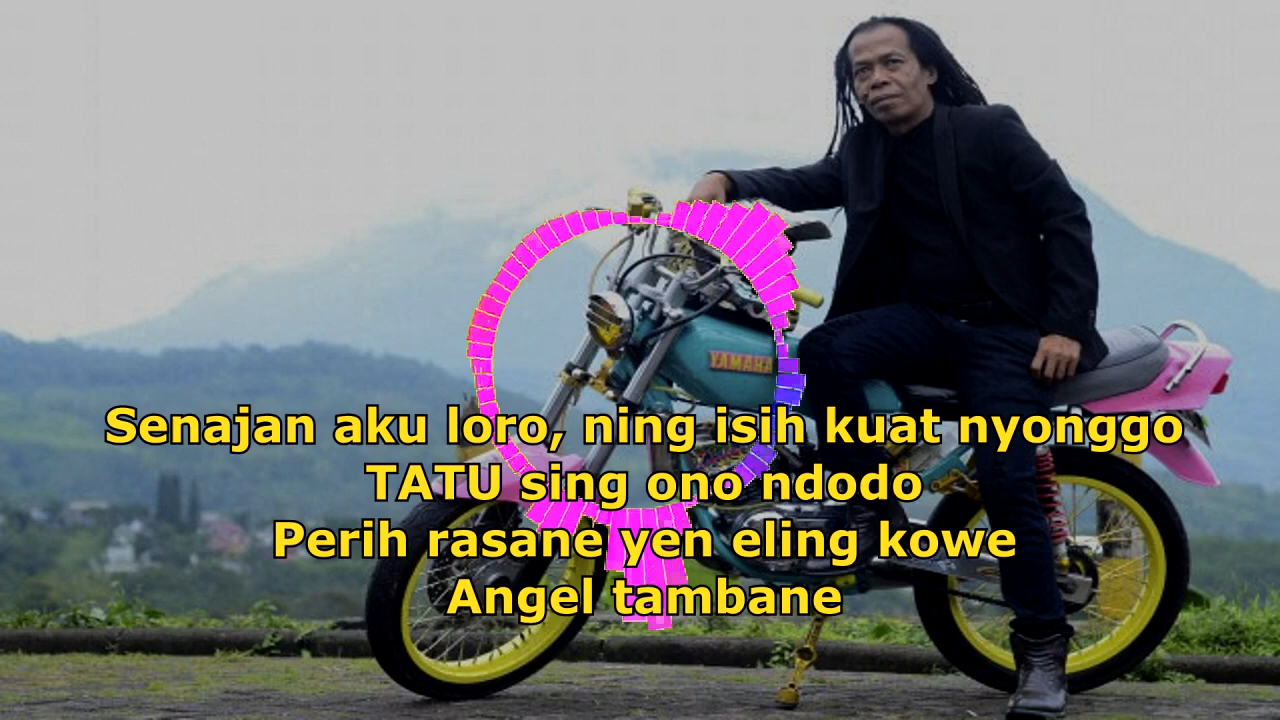 YAMAHA
Senajan aku loro, ning isih kuat nyonggo
TATU sing ono ndodo
Perih rasane yen eling kowe
Angel tambane